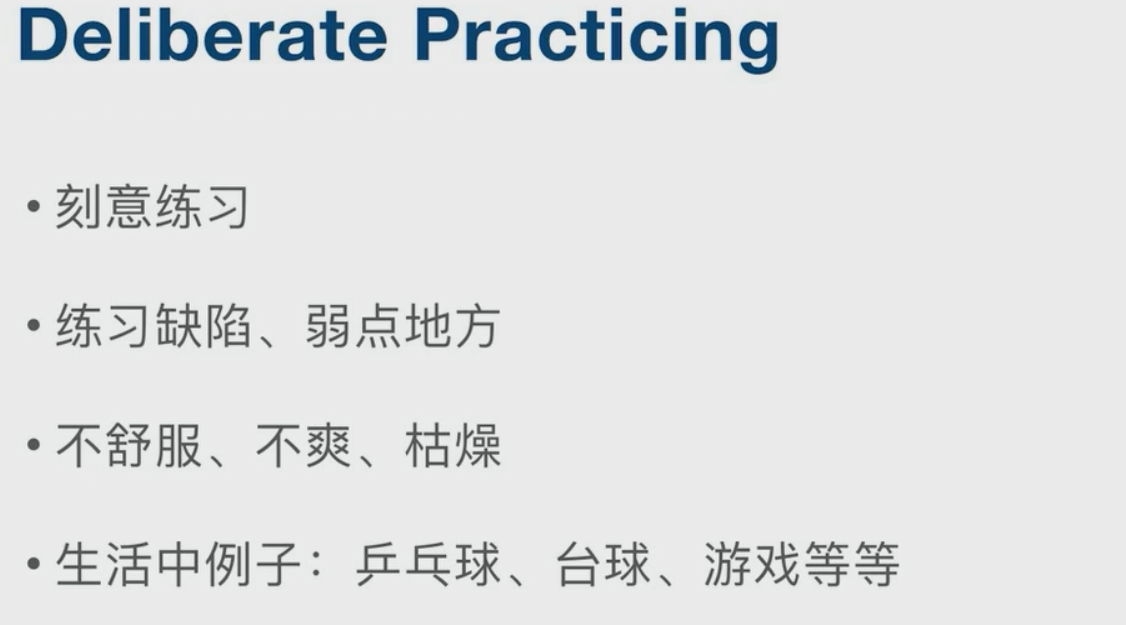 Deliberate Practicing
• 刻意练习
• 练习缺陷、弱点地方
• 不舒服、不爽、枯燥
• 生活中例子：乒乓球、台球、游戏等等